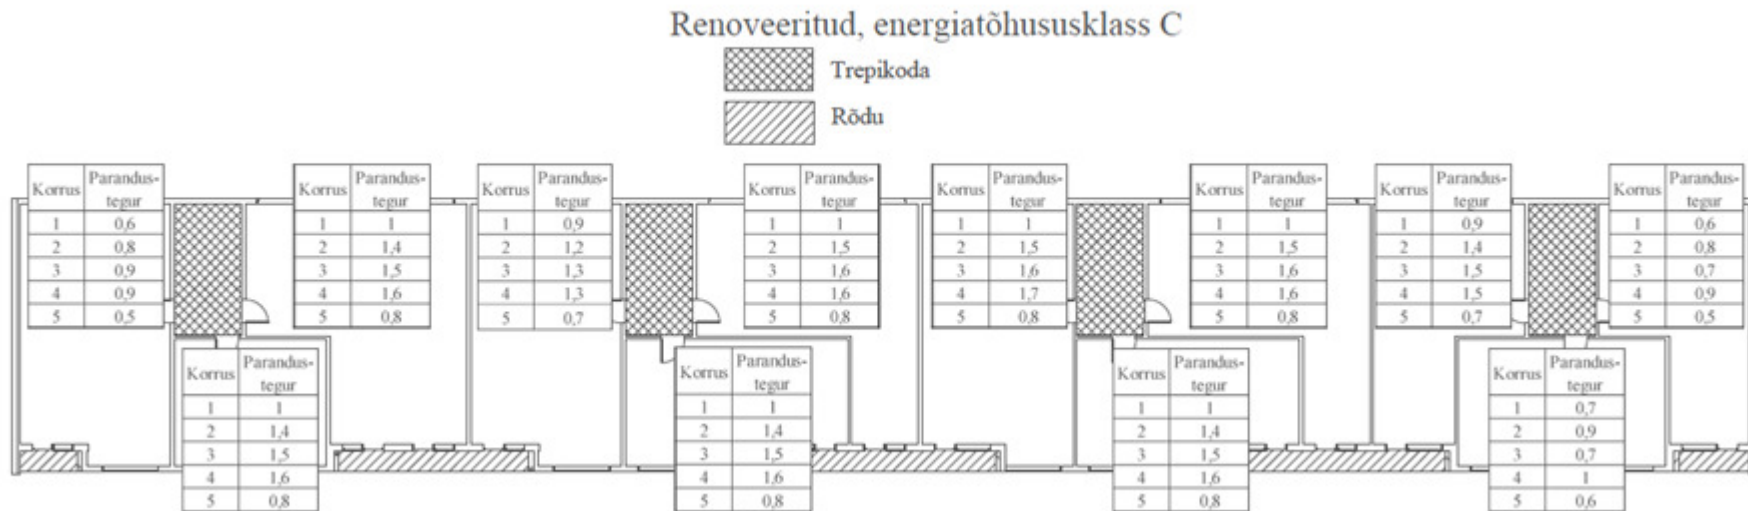 Renoveeritud, energiatõhususklass C
Trepikoda
Rõdu
Korrus Parandus-
tegur
1 0,6
2 0,8
3 0,9
4 0,9
5 0,5
Korrus Parandus-
tegur
1 1
2 1,4
3 1,5
4 1,6
5 0,8
Korrus Parandus-
tegur
1 0,9
2 1,2
3 1,3
4 1,3
5 0,7
Korrus Parandus-
tegur
1 1
2 1,5
3 1,6
4 1,6
5 0,8
Korrus Parandus-
tegur
1 1
2 1,5
3 1,6
4 1,7
5 0,8
Korrus Parandus-
tegur
1 1
2 1,5
3 1,6
4 1,6
5 0,8
Korrus Parandus-
tegur
1 0,9
2 1,4
3 1,5
4 1,5
5 0,7
Korrus Parandus-
tegur
1 0,6
2 0,8
3 0,7
4 0,9
5 0,5
Korrus Parandus-
tegur
1 1
2 1,4
3 1,5
4 1,6
5 0,8
Korrus Parandus-
tegur
1 1
2 1,4
3 1,5
4 1,6
5 0,8
Korrus Parandus-
tegur
1 1
2 1,4
3 1,5
4 1,6
5 0,8
Korrus Parandus-
tegur
1 0,7
2 0,9
3 0,7
4 1
5 0,6